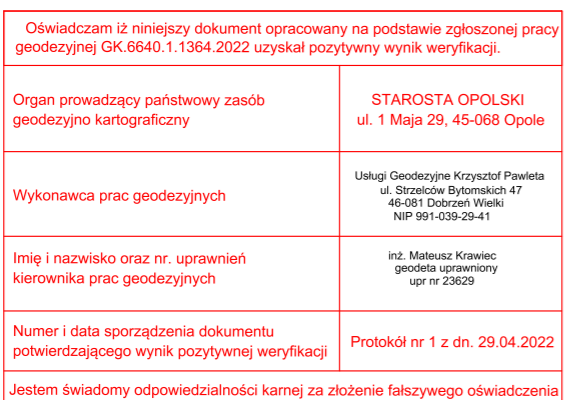 Oświadczam iż niniejszy dokument opracowany na podstawie zgłoszonej pracy
geodezyjnej GK.6640.1.1364.2022 uzyskał pozytywny wynik weryfikacji.
Organ prowadzący państwowy zasób
geodezyjno kartograficzny
STAROSTA OPOLSKI
ul. 1 Maja 29, 45-068 Opole
Wykonawca prac geodezyjnych
Usługi Geodezyjne Krzysztof Pawleta
ul. Strzelców Bytomskich 47
46-081 Dobrzeń Wielki
NIP 991-039-29-41
Imię i nazwisko oraz nr. uprawnień
kierownika prac geodezyjnych
inż. Mateusz Krawiec
geodeta uprawniony
upr nr 23629
Numer i data sporządzenia dokumentu
potwierdzającego wynik pozytywnej weryfikacji
Protokół nr 1 z dn. 29.04.2022
Jestem świadomy odpowiedzialności karnej za złożenie fałszywego oświadczenia